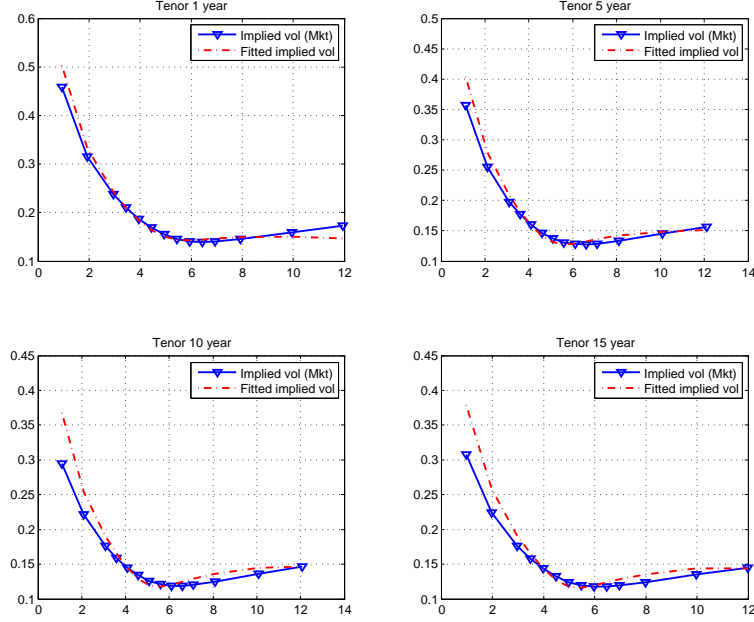 Tenor 1 year
0.6
0.5
0.4
0.3
0.2
0.1
0 2 4 6 8 10 12
Implied vol (Mkt)
Fitted implied vol
Tenor 5 year
0.5
0.45
0.4
0.35
0.3
0.25
0.2
0.15
0.1
0 2 4 6 8 10 12 14
Implied vol (Mkt)
Fitted implied vol
Tenor 10 year
0.45
0.4
0.35
0.3
0.25
0.2
0.15
0.1
0 2 4 6 8 10 12 14
Implied vol (Mkt)
Fitted implied vol
Tenor 15 year
0.45
0.4
0.35
0.3
0.25
0.2
0.15
0.1
0 2 4 6 8 10 12
Implied vol (Mkt)
Fitted implied vol